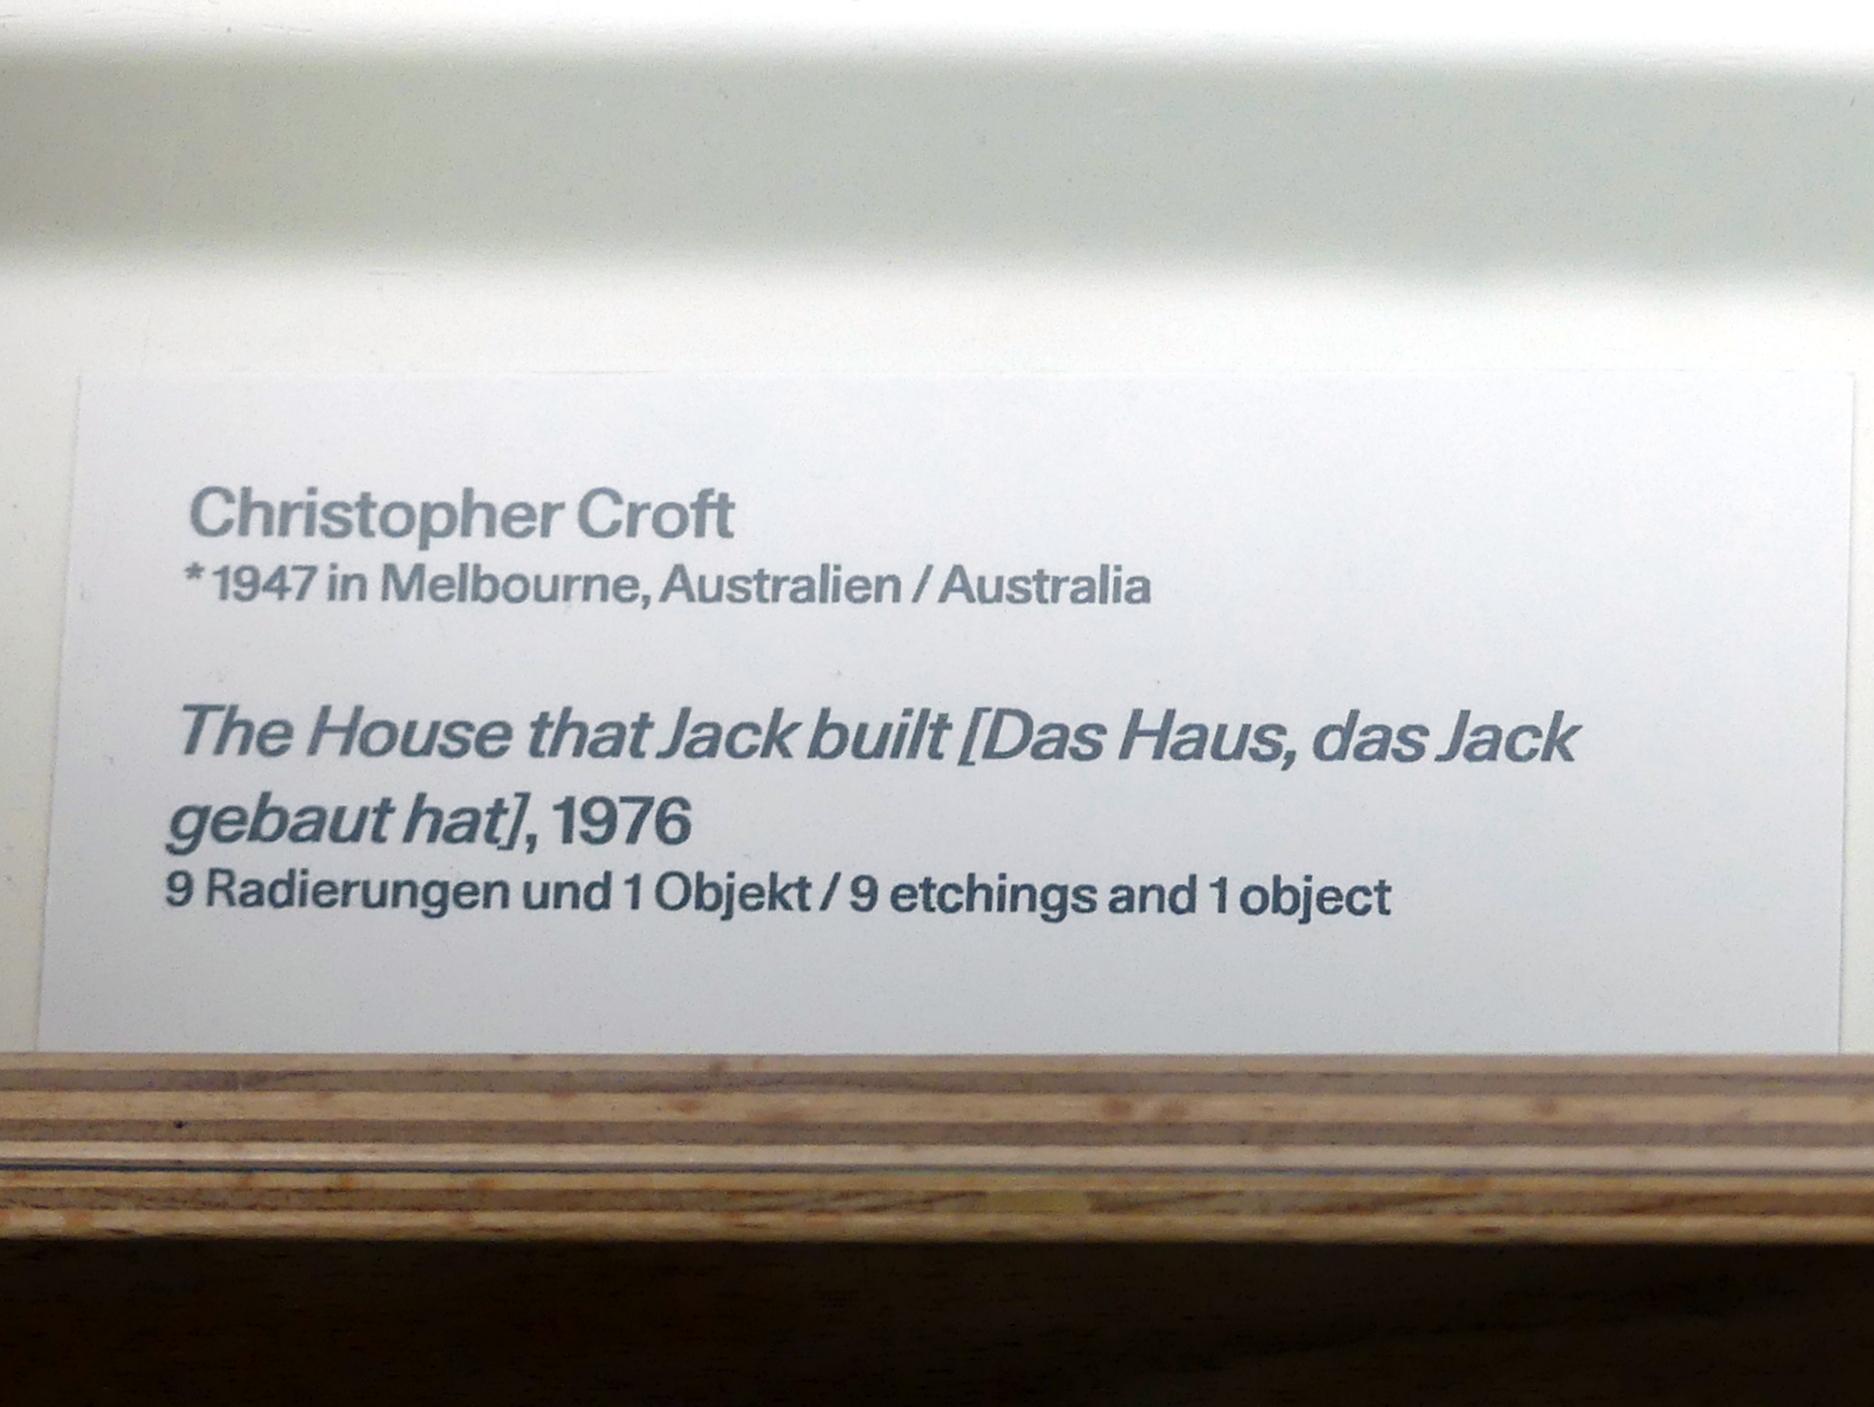 Christopher Croft
*1947 in Melbourne, Australien / Australia
The House that Jack built [Das Haus, das Jack
gebaut hat], 1976
9 Radierungen und 1 Objekt / 9 etchings and 1 object